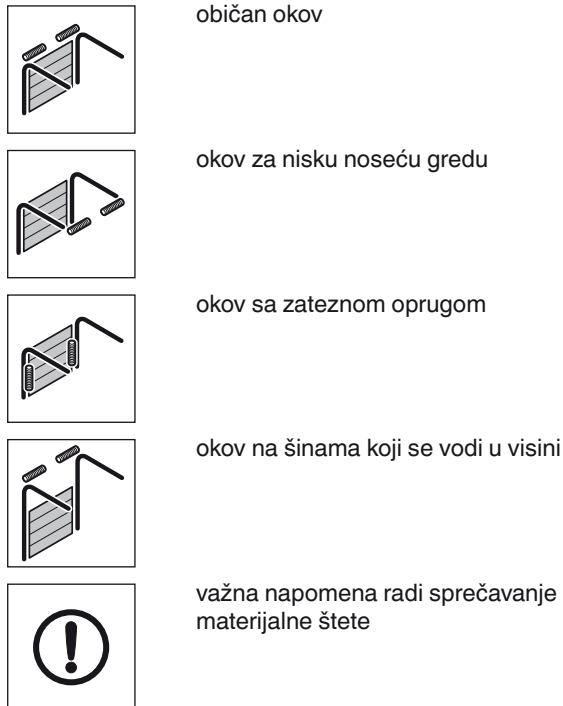 običan okov
okov za nisku noseću gredu
okov sa zateznom oprugom
okov na šinama koji se vodi u visini
važna napomena radi sprečavanje
materijalne štete